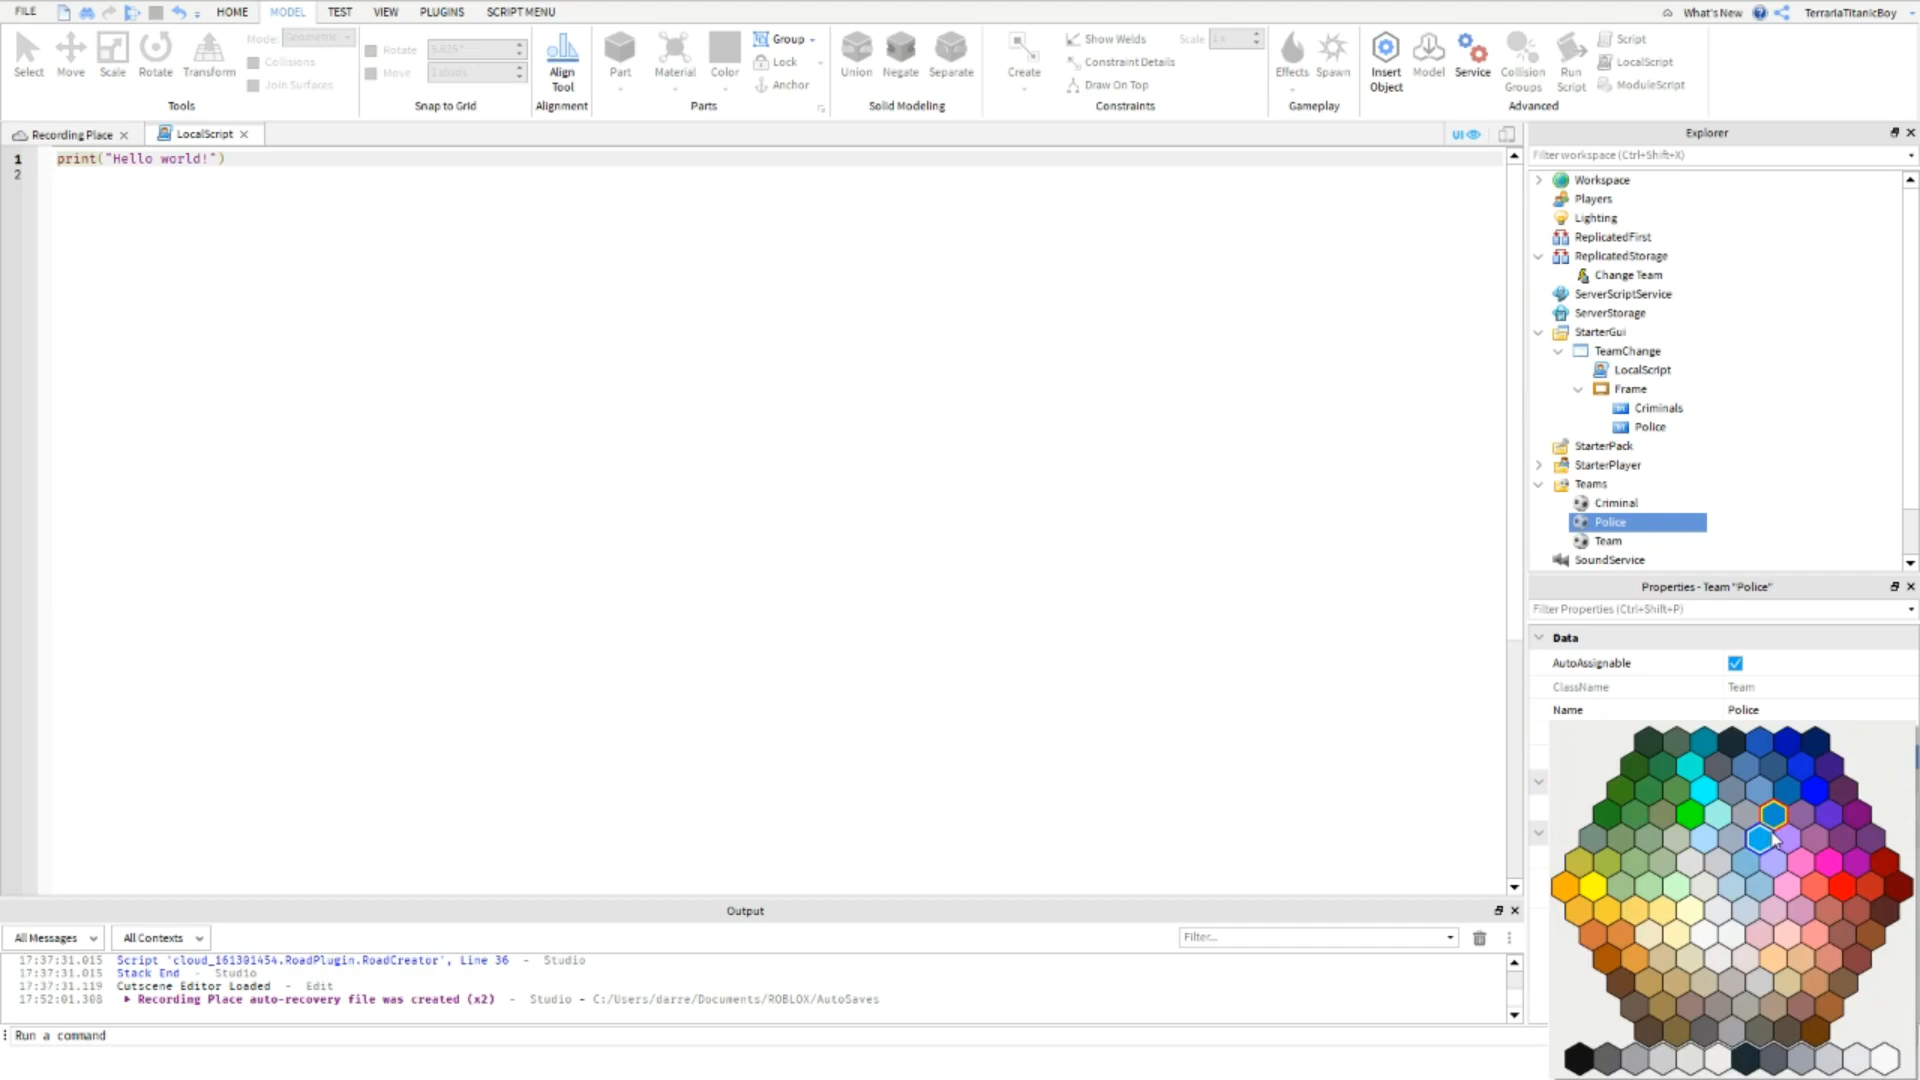 FILE HOME MODEL TEST VIEW PLUGINS SCRIPT MENU What's New TerrariaTitanicBoy
Select Move Scale Rotate Transform
Mode: Geometric
Collisions
Join Surfaces
Tools
Rotate 5.625 °
Move
Snap to Grid
Align Tool
Alignment
Part Material Color
Group
Lock
Anchor
Parts
Union Negate Separate
Solid Modeling
Create
Show Welds Scale
Constraint Details
Draw On Top
Constraints
Effects Spawn
Gameplay
Insert Object Model Service Collision Groups Run Script
Script
LocalScript
ModuleScript
Advanced
Recording Place LocalScript UI
1 print("Hello world!")
2
Explorer
Filter workspace (Ctrl+Shift+X)
Workspace
Players
Lighting
ReplicatedFirst
ReplicatedStorage
Change Team
ServerScriptService
ServerStorage
StarterGui
TeamChange
LocalScript
Frame
Criminals
Police
StarterPack
StarterPlayer
Teams
Criminal
Police
Team
SoundService
Properties - Team "Police"
Filter Properties (Ctrl+Shift+P)
Data
AutoAssignable
ClassName Team
Name Police
Output
All Messages All Contexts Filter...
17:37:31.015 Script 'cloud_161301454.RoadPlugin.RoadCreator', Line 36 - Studio
17:37:31.015 Stack End - Studio
17:37:31.119 Cutscene Editor Loaded - Edit
17:52:01.308 Recording Place auto-recovery file was created (x2) - Studio - C:/Users/darre/Documents/ROBLOX/AutoSaves
Run a command